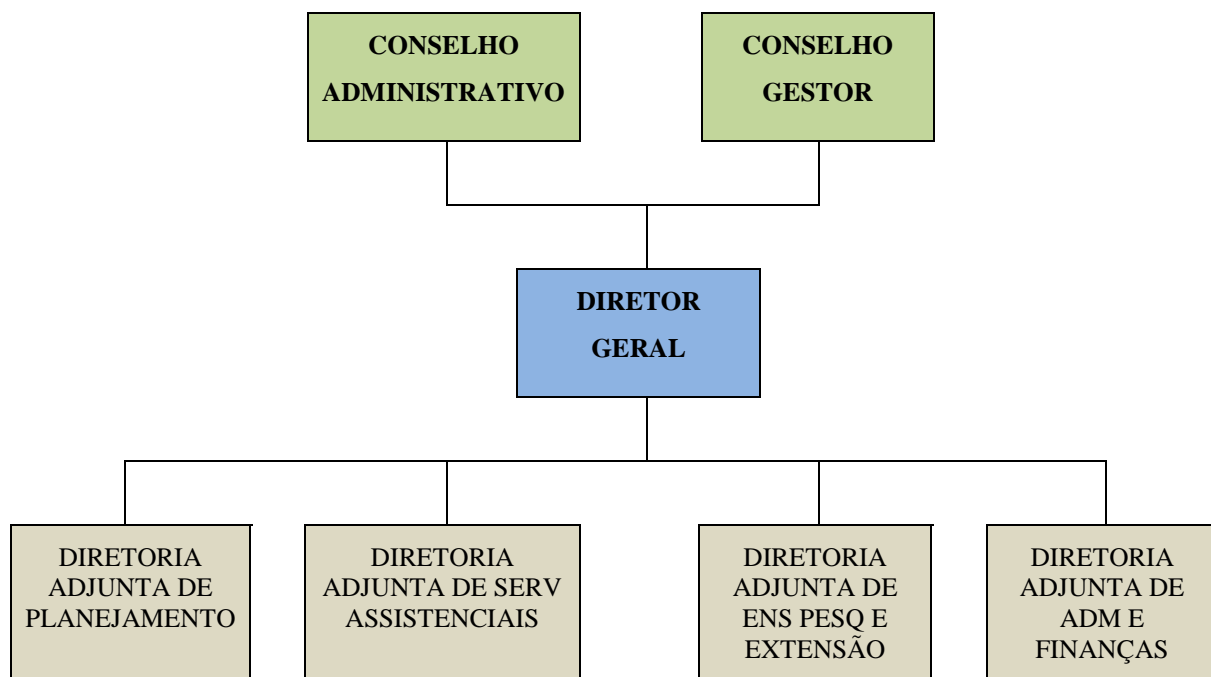 CONSELHO
ADMINISTRATIVO
CONSELHO
GESTOR
DIRETOR
GERAL
DIRETORIA
ADJUNTA DE
PLANEJAMENTO
DIRETORIA
ADJUNTA DE SERV
ASSISTENCIAIS
DIRETORIA
ADJUNTA DE
ENS PESQ E
EXTENSÃO
DIRETORIA
ADJUNTA DE
ADM E
FINANÇAS